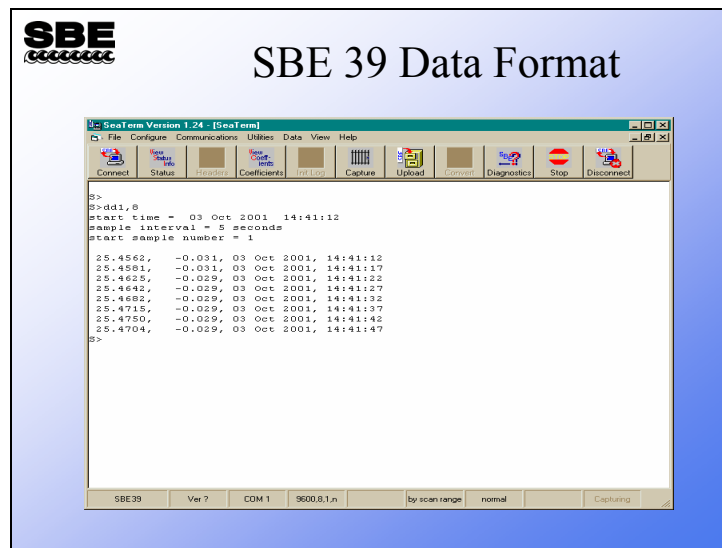 SBE
SBE 39 Data Format
SeaTerm Version 1.24 - [SeaTerm]
File Configure Communications Utilities Data View Help
Connect Status Headers Coefficients Init Log Capture Upload Convert Diagnostics Stop Disconnect
S>
S>dd1,8
start time = 03 Oct 2001 14:41:12
sample interval = 5 seconds
start sample number = 1
25.4562, -0.031, 03 Oct 2001, 14:41:12
25.4581, -0.031, 03 Oct 2001, 14:41:17
25.4625, -0.029, 03 Oct 2001, 14:41:22
25.4642, -0.029, 03 Oct 2001, 14:41:27
25.4682, -0.029, 03 Oct 2001, 14:41:32
25.4715, -0.029, 03 Oct 2001, 14:41:37
25.4750, -0.029, 03 Oct 2001, 14:41:42
25.4704, -0.029, 03 Oct 2001, 14:41:47
S>
SBE39 Ver ? COM 1 9600,8,1,n by scan range normal Capturing